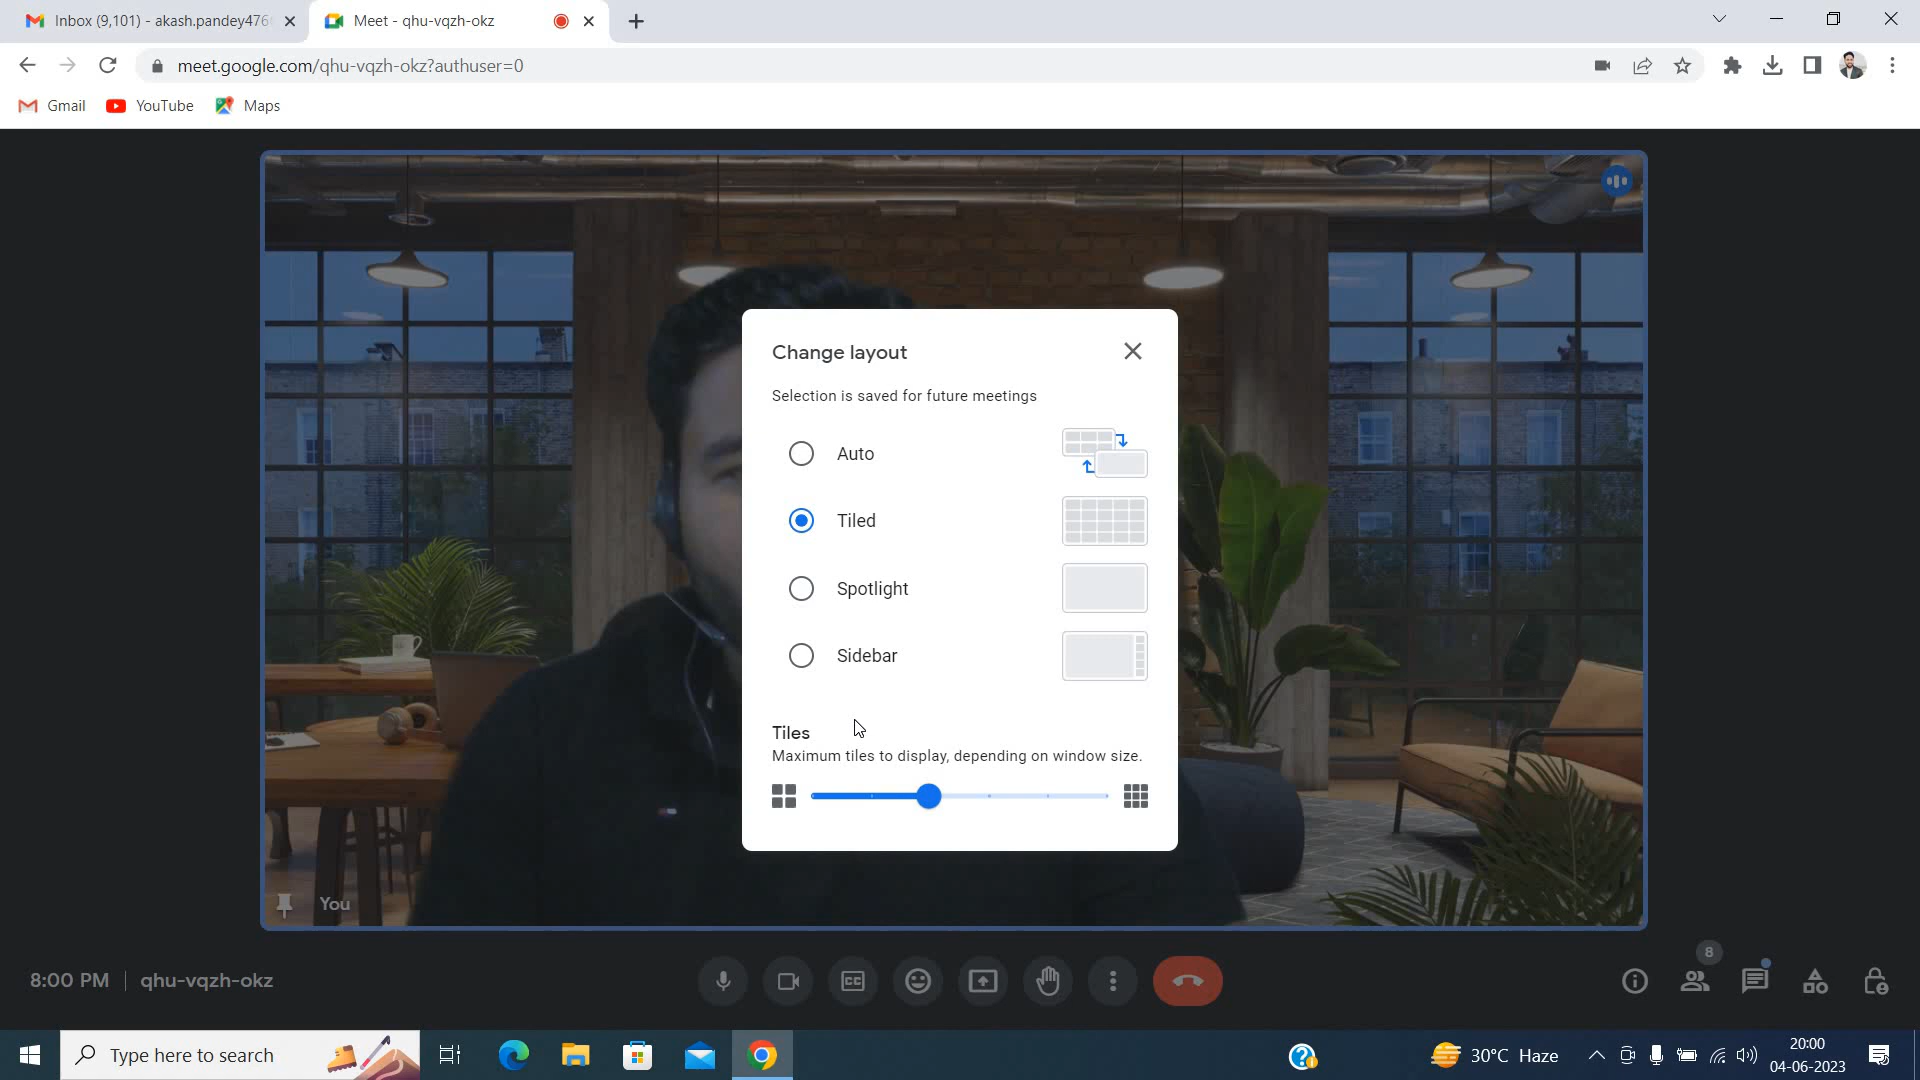 Inbox (9,101) - akash.pandey476
Meet - qhu-vqzh-okz
meet.google.com/qhu-vqzh-okz?authuser=0
Gmail
YouTube
Maps
Change layout
Selection is saved for future meetings
Auto
Tiled
Spotlight
Sidebar
Tiles
Maximum tiles to display, depending on window size.
You
8:00 PM
qhu-vqzh-okz
CC
8
Type here to search
30°C Haze
20:00
04-06-2023